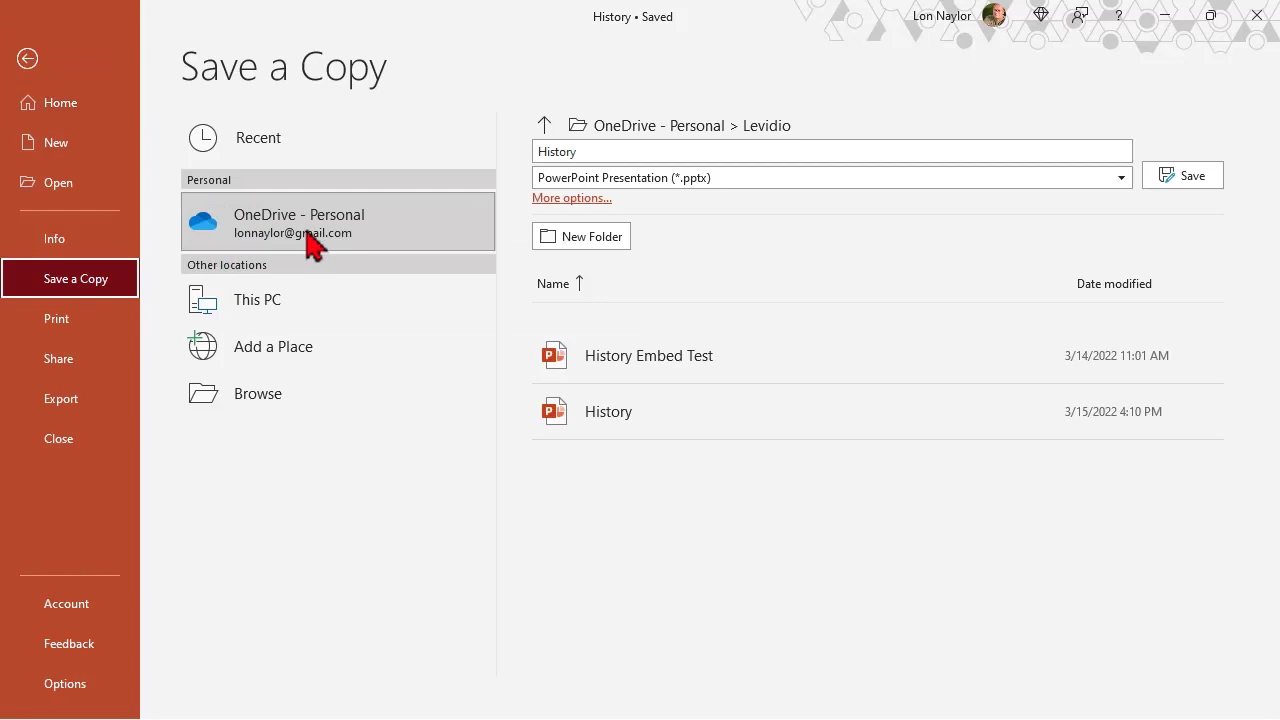 History • Saved
Lon Naylor
?
Save a Copy
Home
New
Open
Info
Save a Copy
Print
Share
Export
Close
Account
Feedback
Options
Recent
Personal
OneDrive - Personal
lonnaylor@gmail.com
Other locations
This PC
Add a Place
Browse
OneDrive - Personal > Levidio
History
PowerPoint Presentation (*.pptx)
Save
More options...
New Folder
Name
Date modified
P History Embed Test 3/14/2022 11:01 AM
P History 3/15/2022 4:10 PM